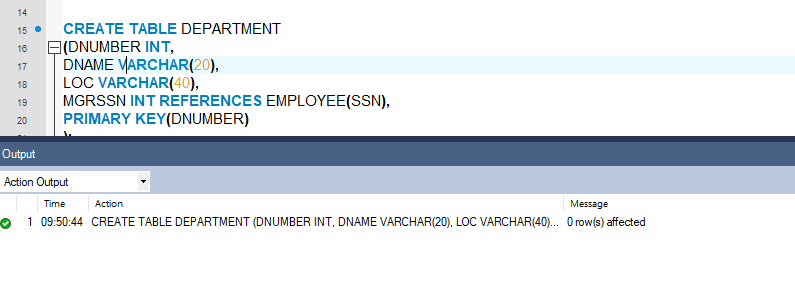 14
15 CREATE TABLE DEPARTMENT
16 (DNUMBER INT,
17 DNAME VARCHAR(20),
18 LOC VARCHAR(40),
19 MGRSSN INT REFERENCES EMPLOYEE(SSN),
20 PRIMARY KEY(DNUMBER)
Output
Action Output
Time Action Message
1 09:50:44 CREATE TABLE DEPARTMENT (DNUMBER INT, DNAME VARCHAR(20), LOC VARCHAR(40)... 0 row(s) affected